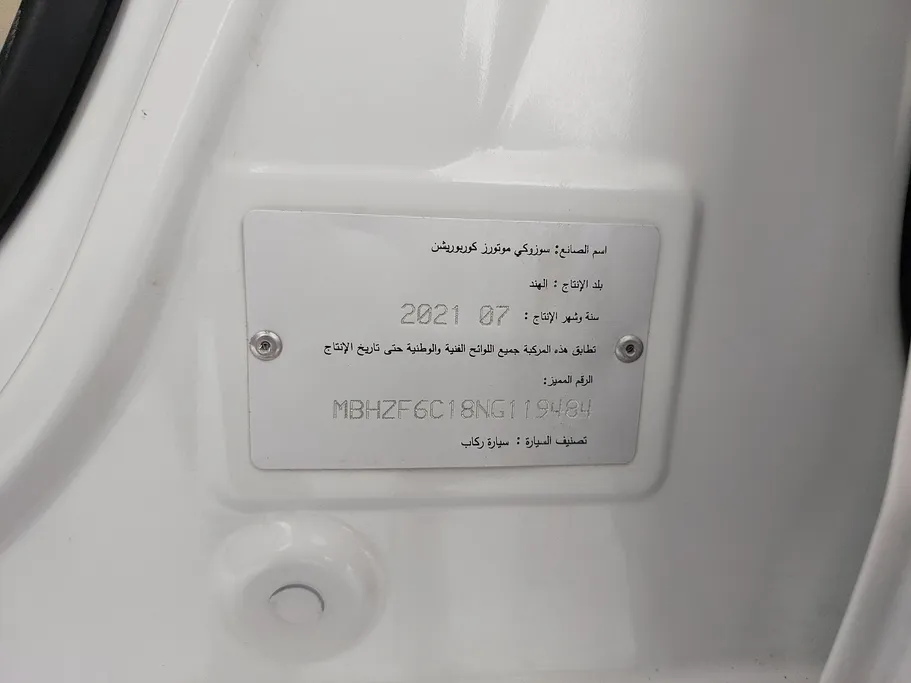 اسم الصانع: سوزوكي موتورز كوربوريشن
بلد الإنتاج : الهند
سنة وشهر الإنتاج : 2021 07
تطابق هذه المركبة جميع اللوائح الفنية والوطنية حتى تاريخ الإنتاج
الرقم المميز:
MBHZF6C18NG119484
تصنيف السيارة : سيارة ركاب